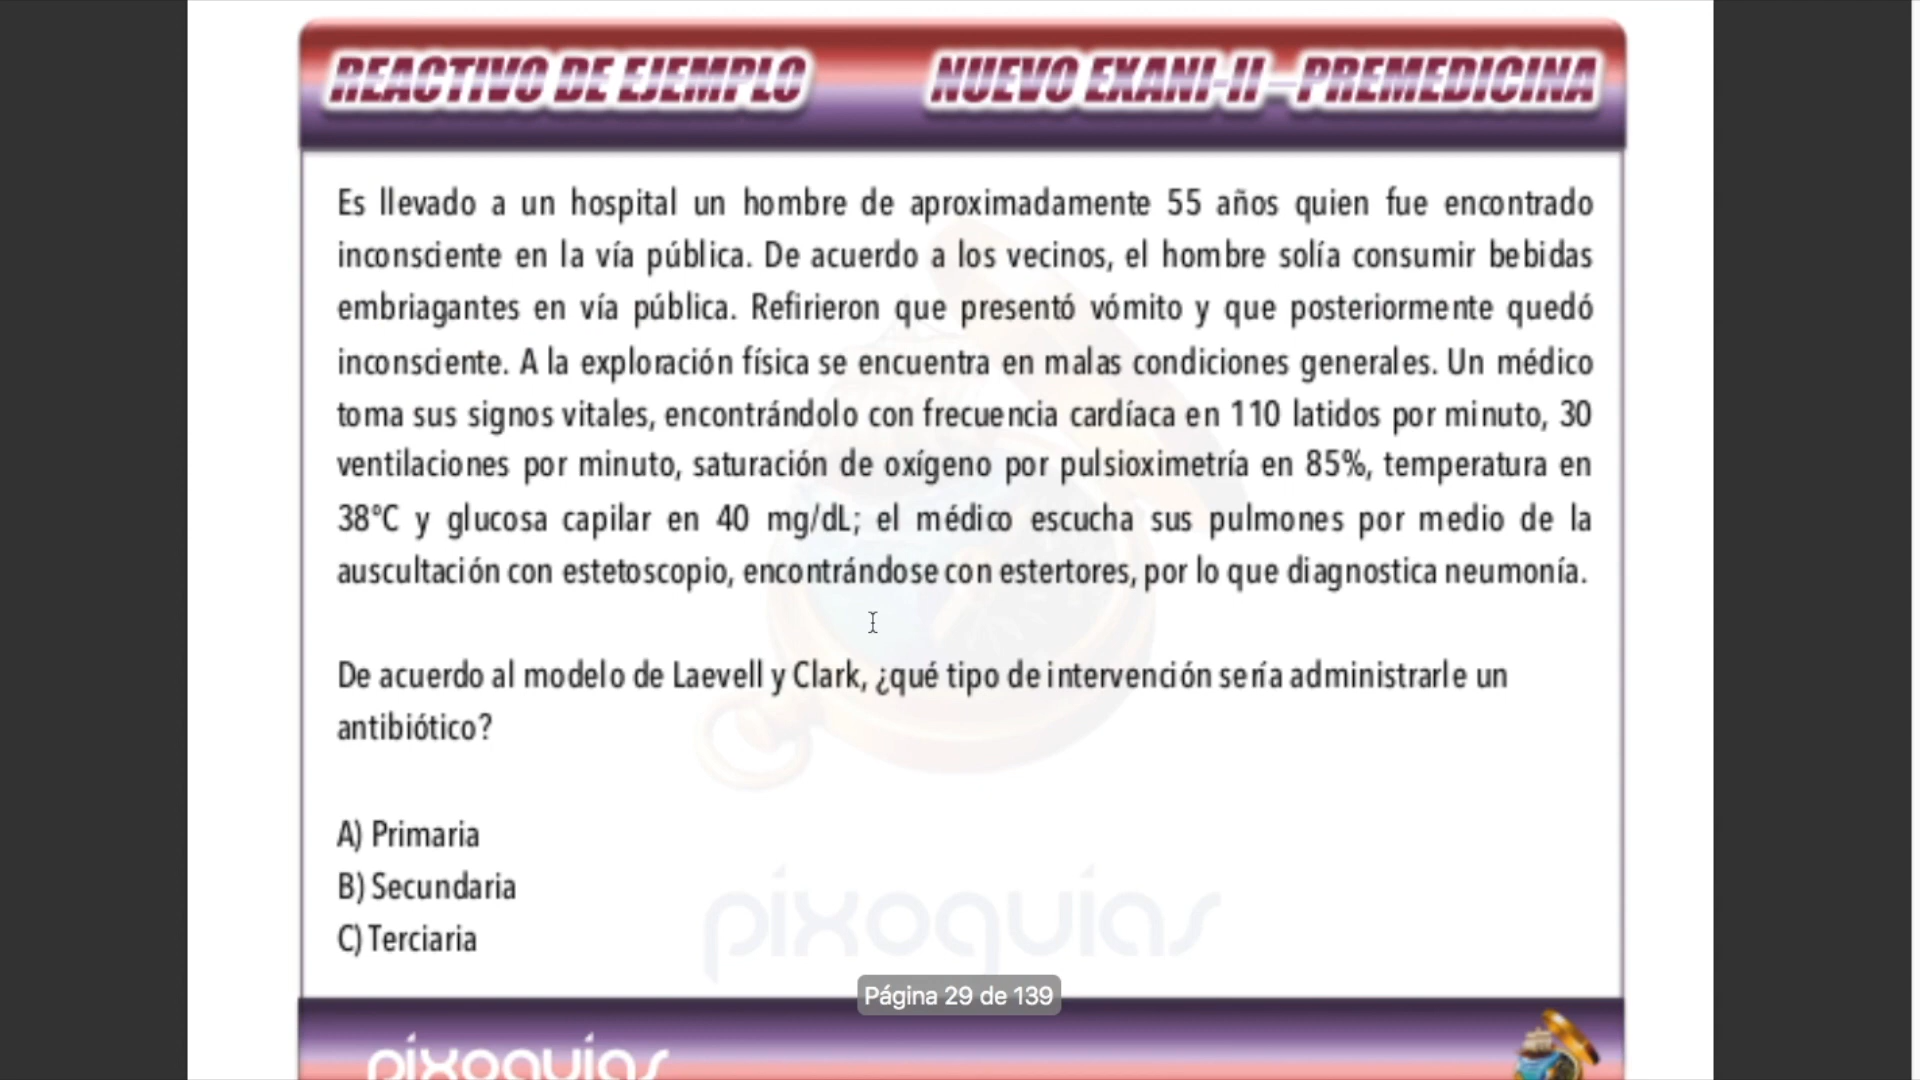 REACTIVO DE EJEMPLO
NUEVO EXANI-II – PREMEDICINA
Es llevado a un hospital un hombre de aproximadamente 55 años quien fue encontrado
inconsciente en la vía pública. De acuerdo a los vecinos, el hombre solía consumir bebidas
embriagantes en vía pública. Refirieron que presentó vómito y que posteriormente quedó
inconsciente. A la exploración física se encuentra en malas condiciones generales. Un médico
toma sus signos vitales, encontrándolo con frecuencia cardíaca en 110 latidos por minuto, 30
ventilaciones por minuto, saturación de oxígeno por pulsioximetría en 85%, temperatura en
38°C y glucosa capilar en 40 mg/dL; el médico escucha sus pulmones por medio de la
auscultación con estetoscopio, encontrándose con estertores, por lo que diagnostica neumonía.
De acuerdo al modelo de Laevell y Clark, ¿qué tipo de intervención sería administrarle un
antibiótico?
A) Primaria
B) Secundaria
C) Terciaria
pixoguías
Página 29 de 139
pixoguías